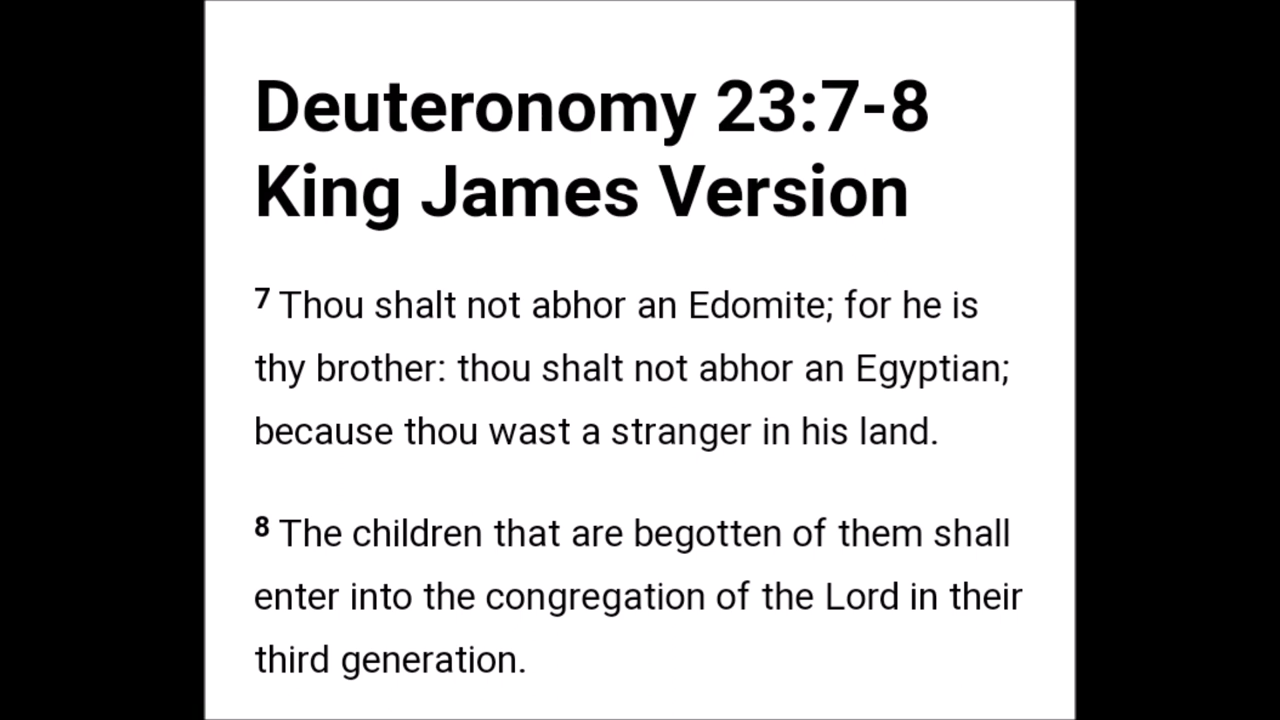 Deuteronomy 23:7-8
King James Version
7 Thou shalt not abhor an Edomite; for he is
thy brother: thou shalt not abhor an Egyptian;
because thou wast a stranger in his land.
8 The children that are begotten of them shall
enter into the congregation of the Lord in their
third generation.